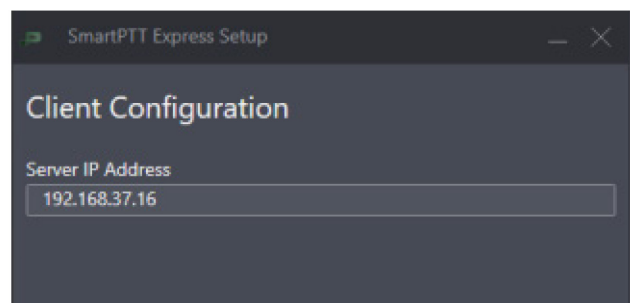 SmartPTT Express Setup
Client Configuration
Server IP Address
192.168.37.16